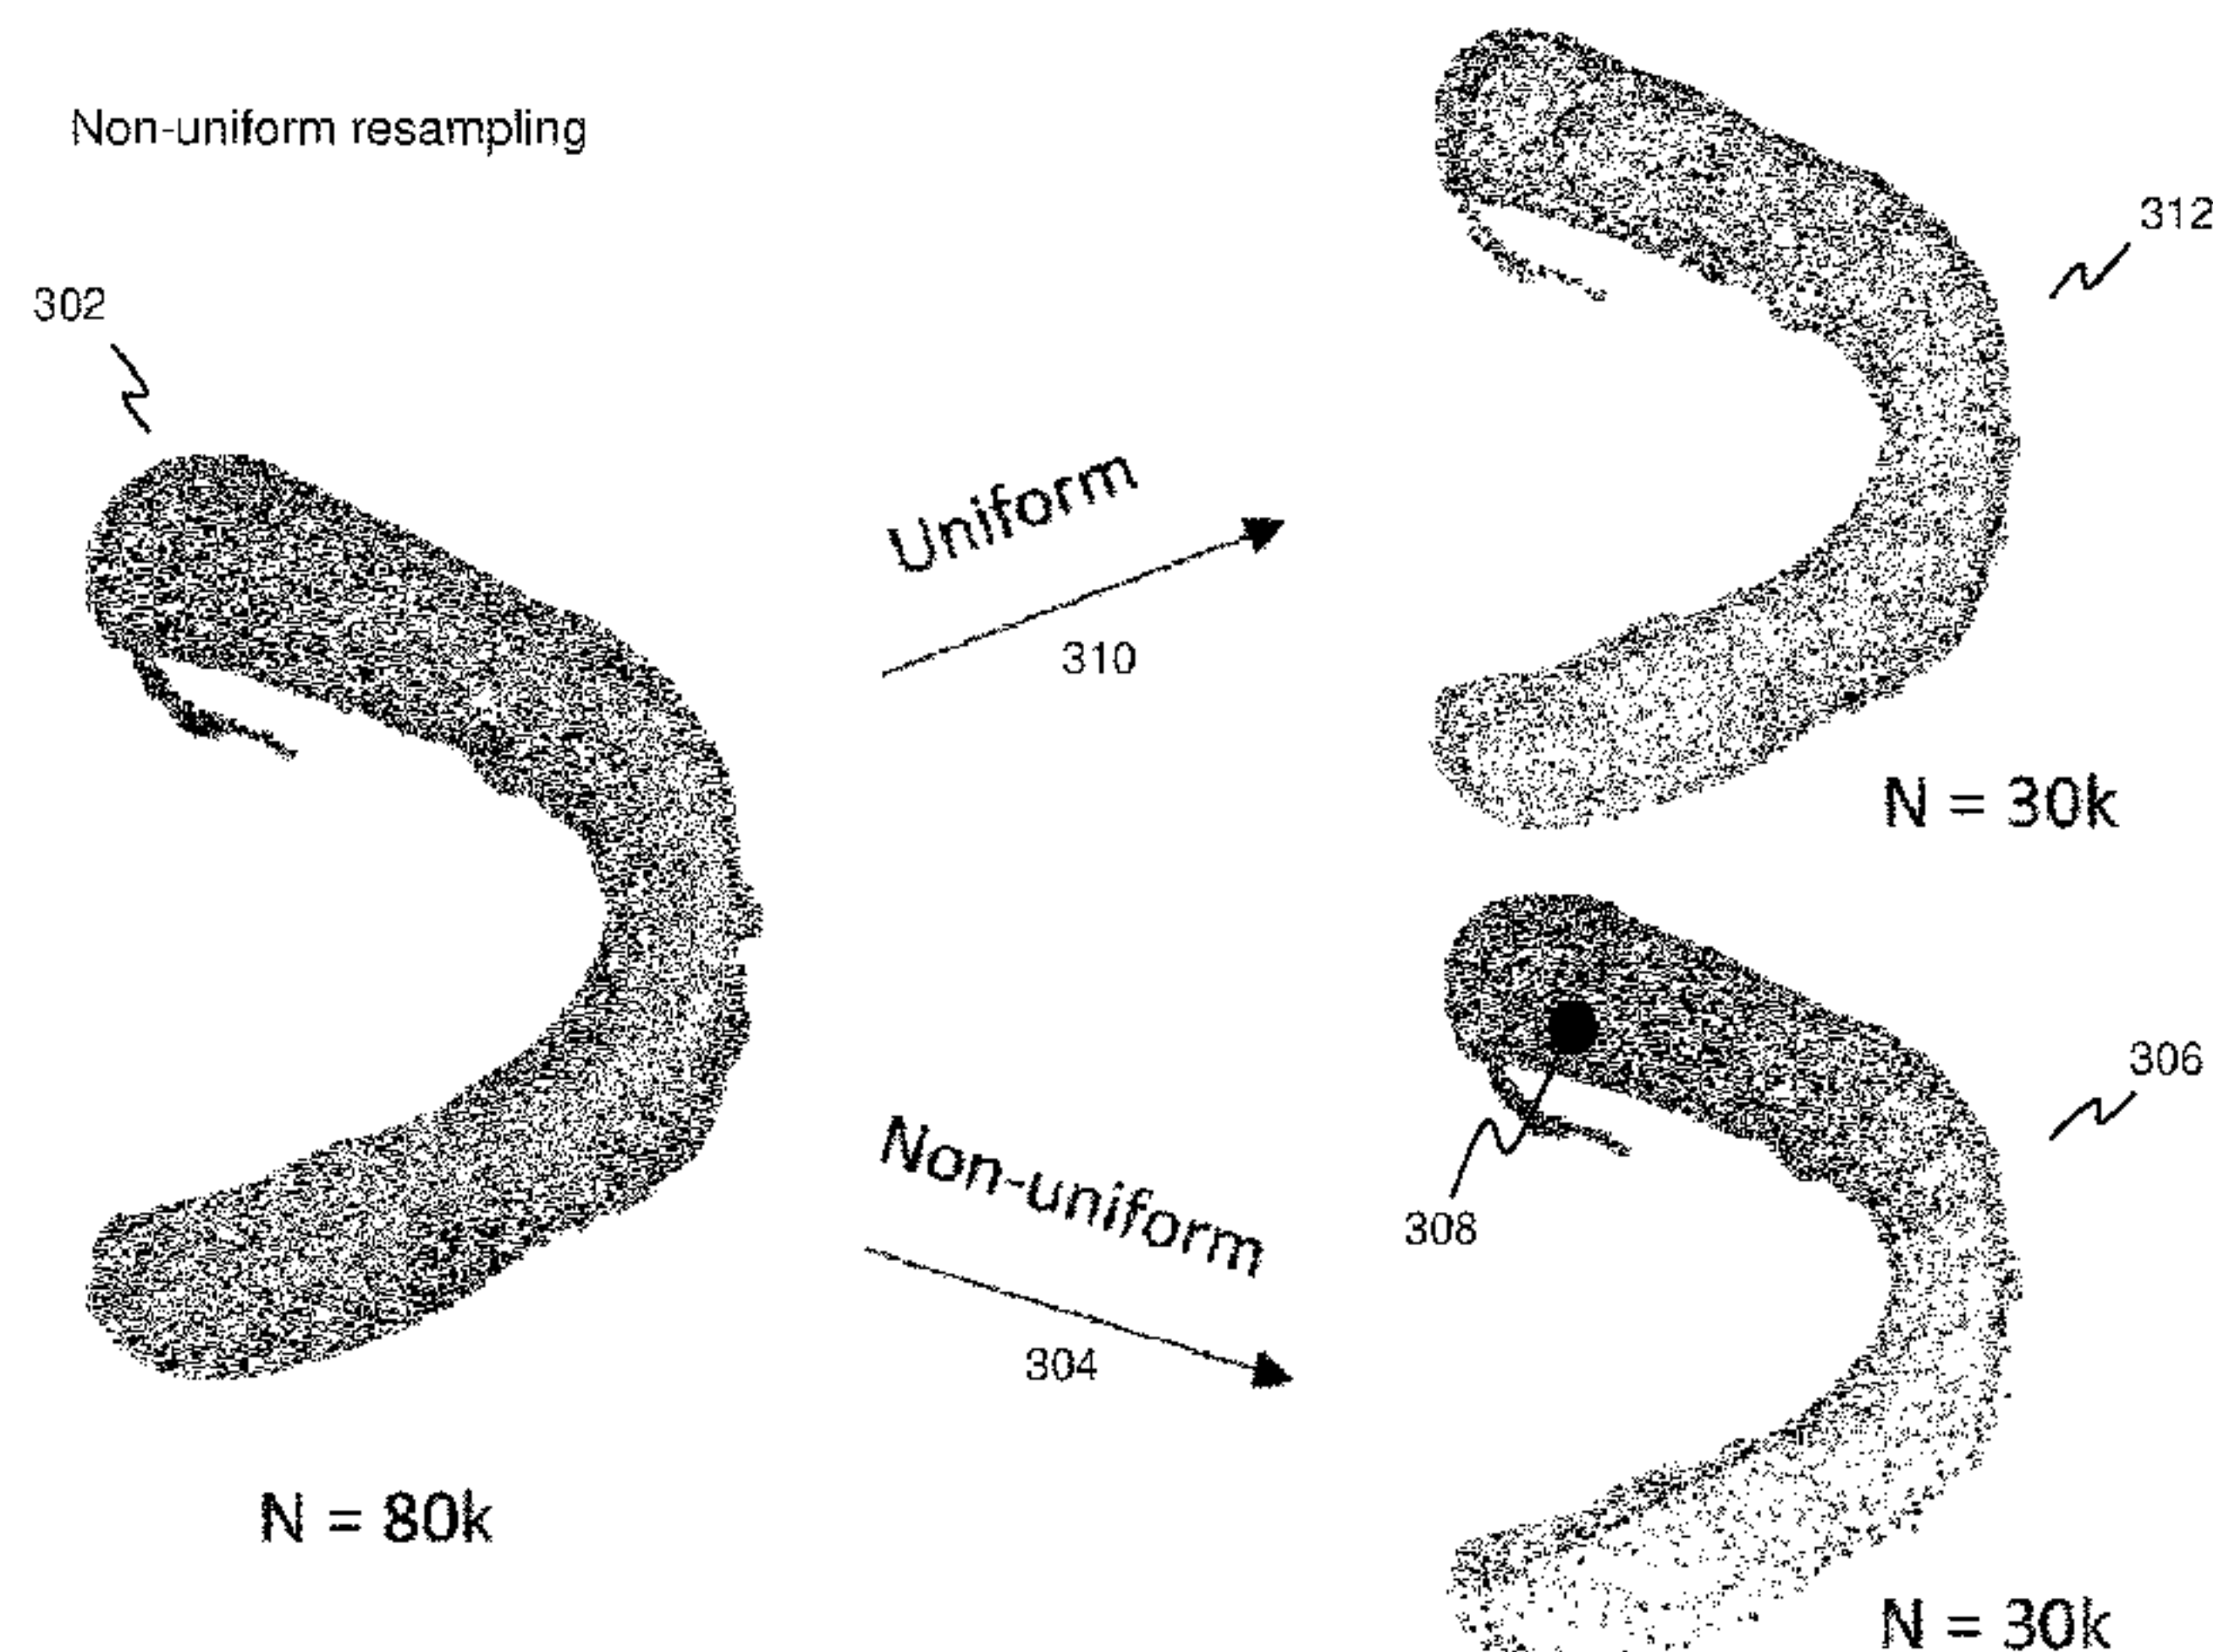 Non-uniform resampling
302
312
Uniform
310
N = 30k
306
Non-uniform
308
304
N = 80k
N = 30k